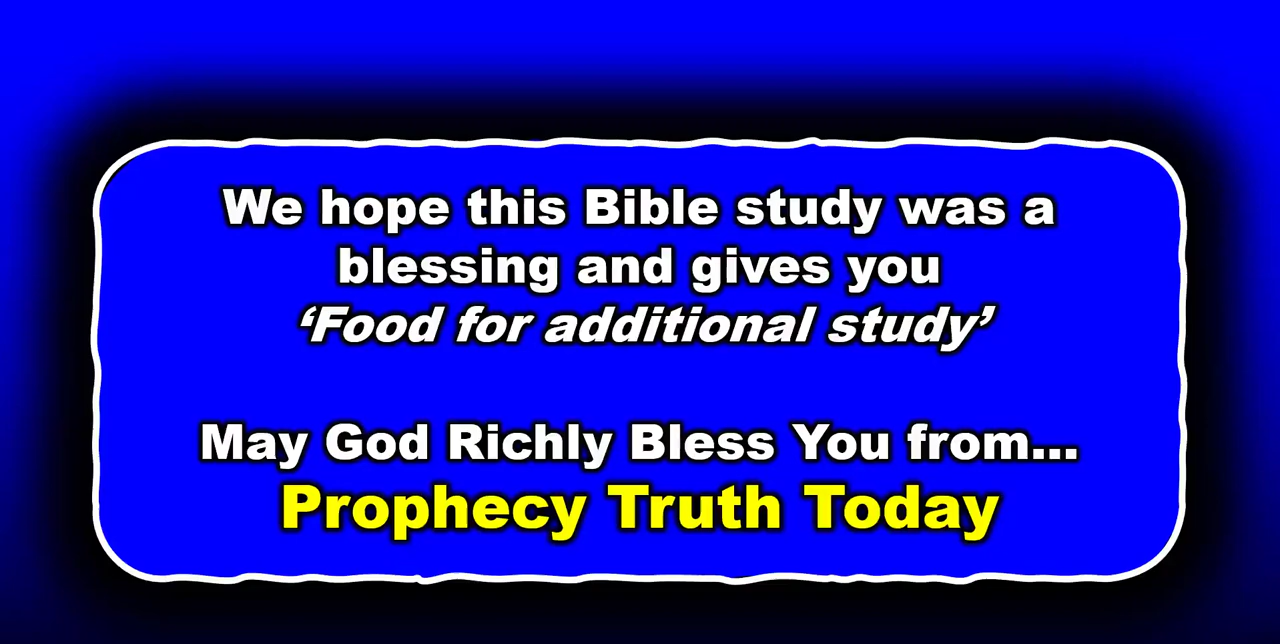 We hope this Bible study was a
blessing and gives you
‘Food for additional study’
May God Richly Bless You from...
Prophecy Truth Today